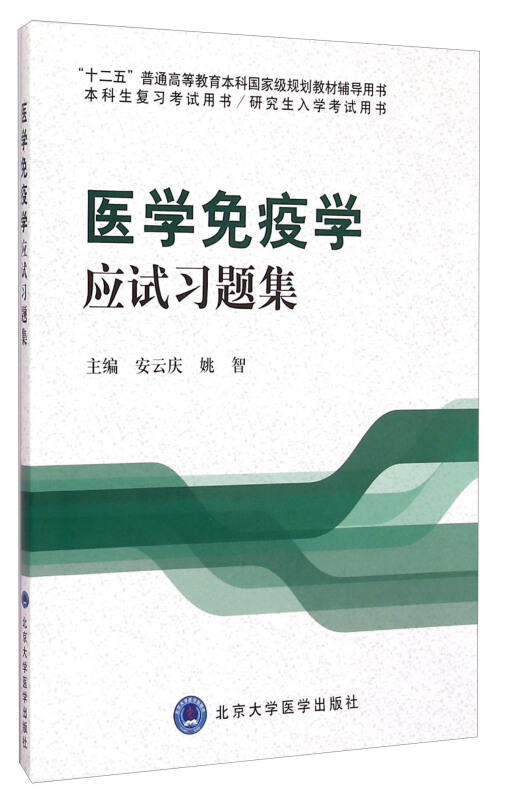 “十二五”普通高等教育本科国家级规划教材辅导用书
本科生复习考试用书/研究生入学考试用书
医学免疫学
应试习题集
主编 安云庆 姚 智
北京大学医学出版社
医学免疫学应试习题集
北京大学医学出版社